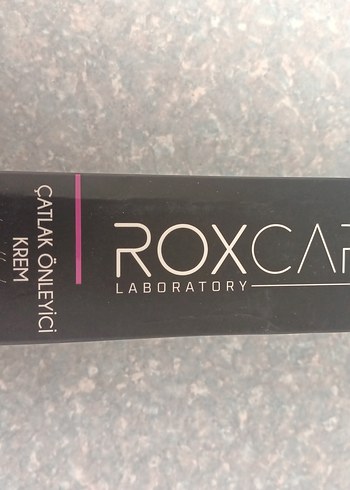 ROXCAR
LABORATORY
ÇATLAK ÖNLEYİCİ
KREM